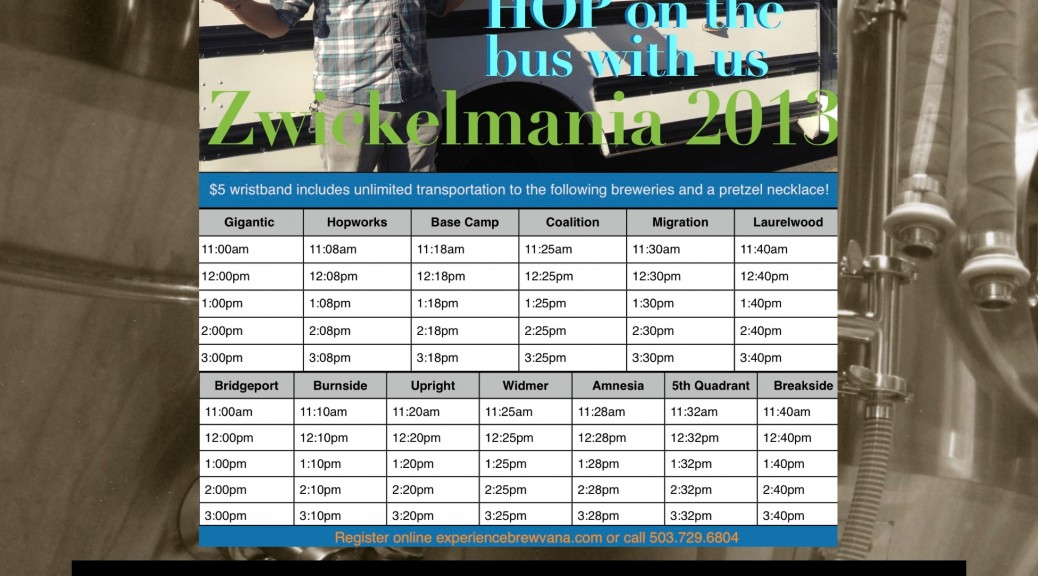 HOP on the
bus with us
Zwickelmania 2013
$5 wristband includes unlimited transportation to the following breweries and a pretzel necklace!
Gigantic Hopworks Base Camp Coalition Migration Laurelwood
11:00am 11:08am 11:18am 11:25am 11:30am 11:40am
12:00pm 12:08pm 12:18pm 12:25pm 12:30pm 12:40pm
1:00pm 1:08pm 1:18pm 1:25pm 1:30pm 1:40pm
2:00pm 2:08pm 2:18pm 2:25pm 2:30pm 2:40pm
3:00pm 3:08pm 3:18pm 3:25pm 3:30pm 3:40pm
Bridgeport Burnside Upright Widmer Amnesia 5th Quadrant Breakside
11:00am 11:10am 11:20am 11:25am 11:28am 11:32am 11:40am
12:00pm 12:10pm 12:20pm 12:25pm 12:28pm 12:32pm 12:40pm
1:00pm 1:10pm 1:20pm 1:25pm 1:28pm 1:32pm 1:40pm
2:00pm 2:10pm 2:20pm 2:25pm 2:28pm 2:32pm 2:40pm
3:00pm 3:10pm 3:20pm 3:25pm 3:28pm 3:32pm 3:40pm
Register online experiencebrewvana.com or call 503.729.6804